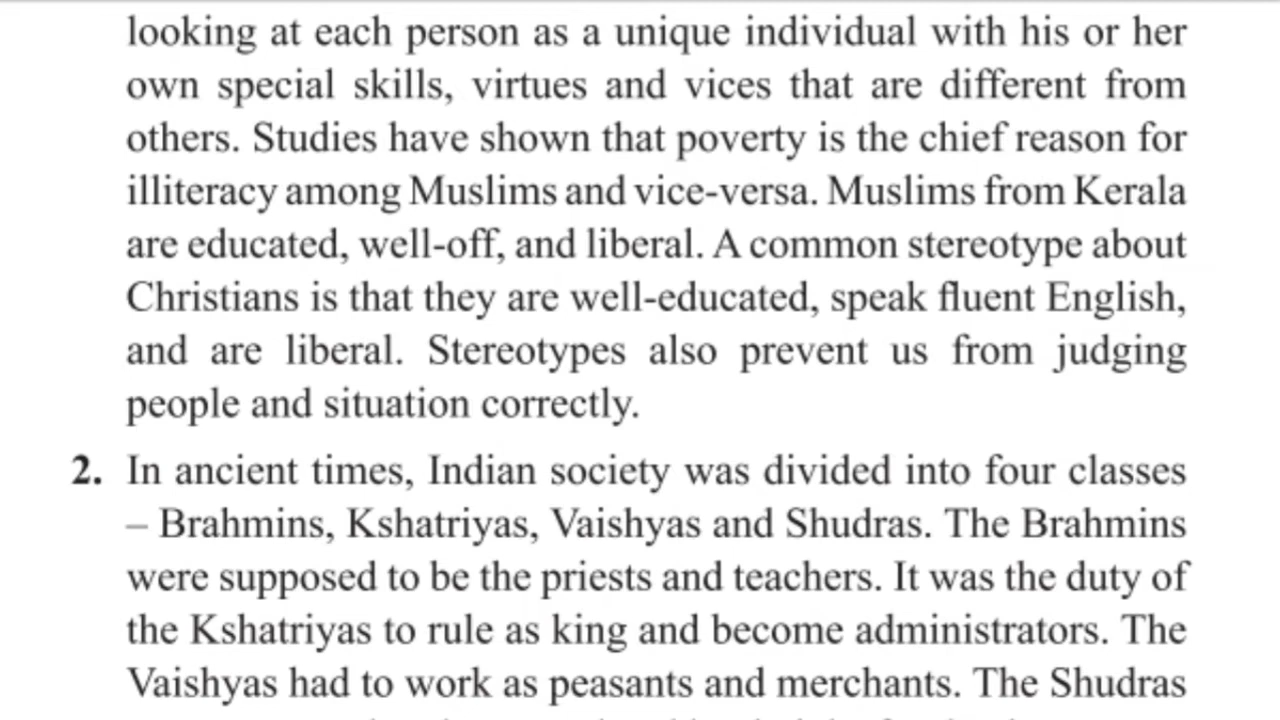 looking at each person as a unique individual with his or her
own special skills, virtues and vices that are different from
others. Studies have shown that poverty is the chief reason for
illiteracy among Muslims and vice-versa. Muslims from Kerala
are educated, well-off, and liberal. A common stereotype about
Christians is that they are well-educated, speak fluent English,
and are liberal. Stereotypes also prevent us from judging
people and situation correctly.
2. In ancient times, Indian society was divided into four classes
– Brahmins, Kshatriyas, Vaishyas and Shudras. The Brahmins
were supposed to be the priests and teachers. It was the duty of
the Kshatriyas to rule as king and become administrators. The
Vaishyas had to work as peasants and merchants. The Shudras